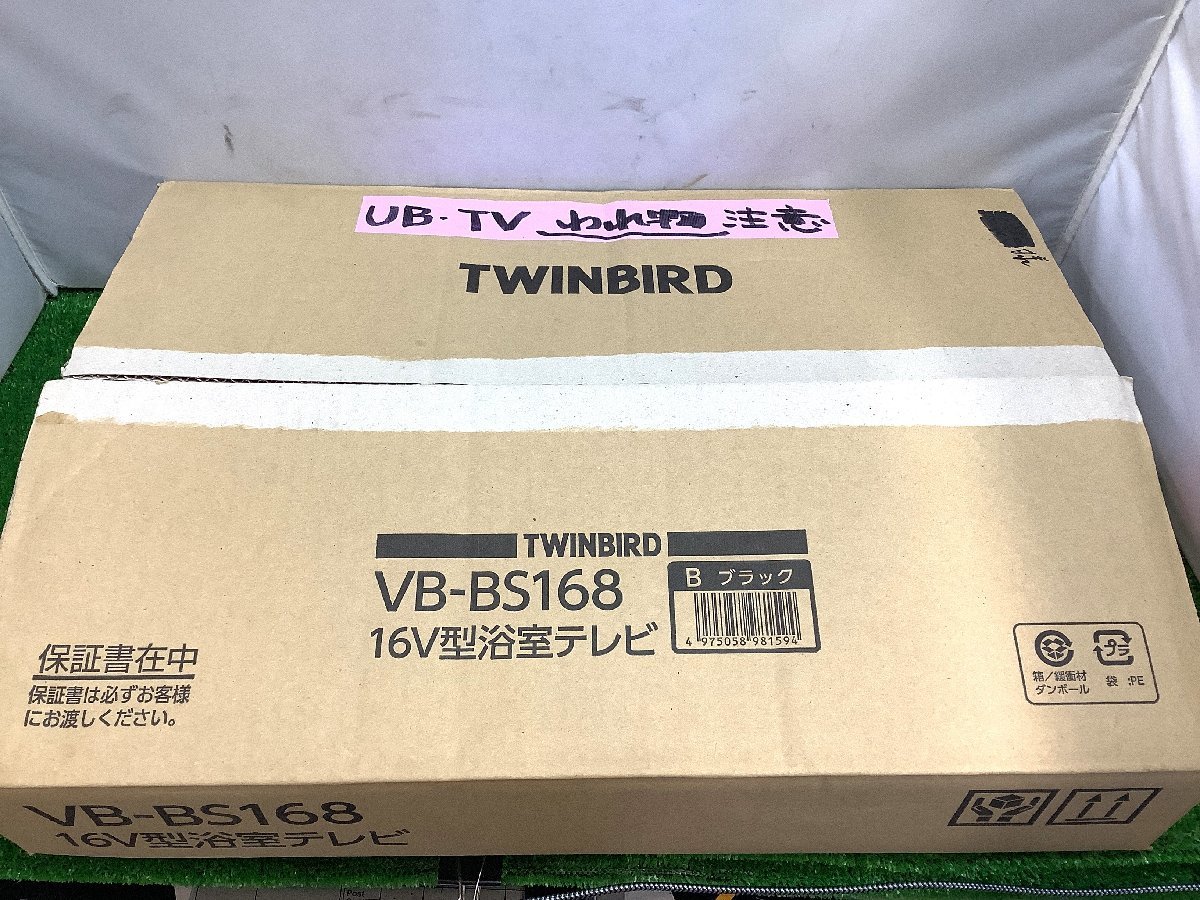 UB・TV われ物 注意
TWINBIRD
TWINBIRD
VB-BS168
B ブラック
4 975058 981594
16V型浴室テレビ
保証書在中
保証書は必ずお客様
にお渡しください。
プラ
箱/緩衝材
ダンボール
袋:PE
VB-BS168
16V型浴室テレビ